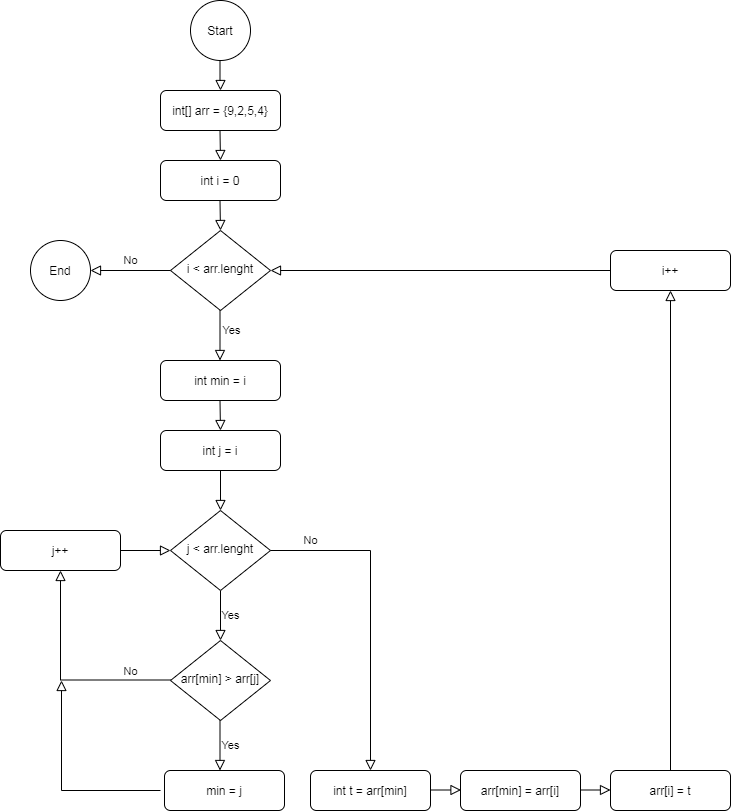 Start
int[] arr = {9,2,5,4}
int i = 0
i < arr.lenght
No
End
i++
Yes
int min = i
int j = i
j < arr.lenght
No
j++
Yes
arr[min] > arr[j]
No
Yes
min = j
int t = arr[min]
arr[min] = arr[i]
arr[i] = t